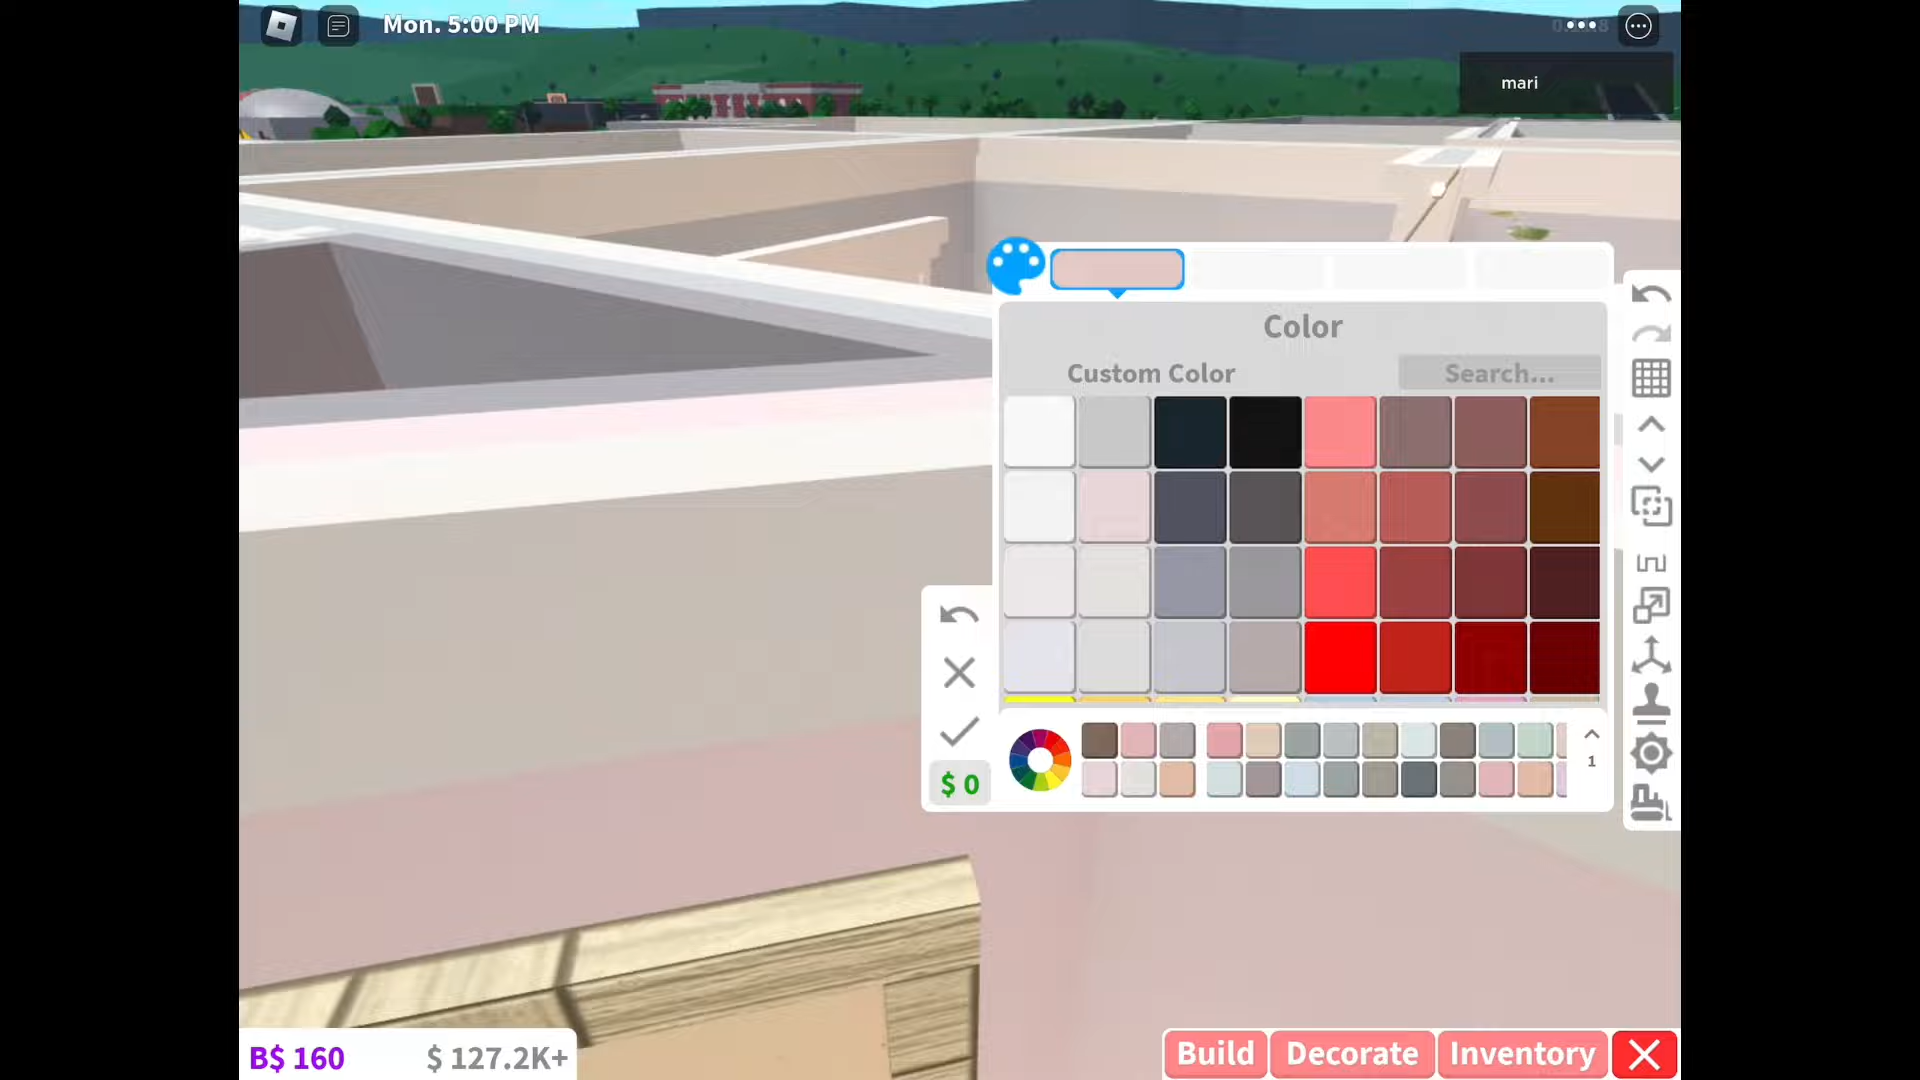 Mon. 5:00 PM
mari
Color
Custom Color
Search...
$ 0
1
B$ 160
$ 127.2K+
Build
Decorate
Inventory